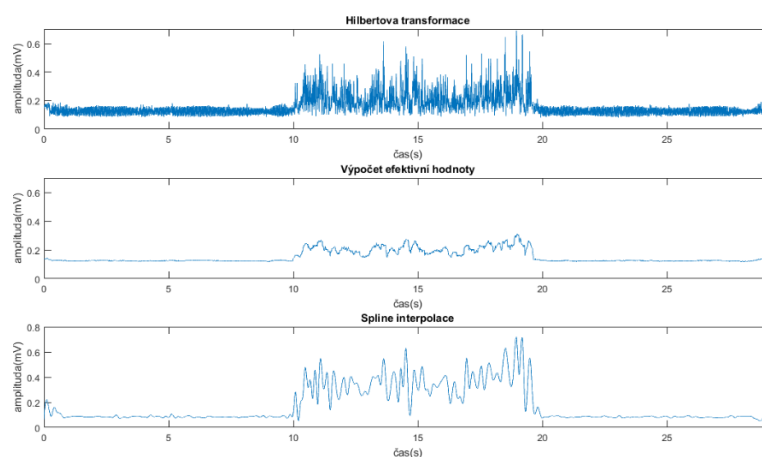 Hilbertova transformace
amplituda(mV)
0.6
0.4
0.2
0
0 5 10 15 20 25
čas(s)
Výpočet efektivní hodnoty
amplituda(mV)
0.6
0.4
0.2
0
0 5 10 15 20 25
čas(s)
Spline interpolace
amplituda(mV)
0.8
0.6
0.4
0.2
0
0 5 10 15 20 25
čas(s)